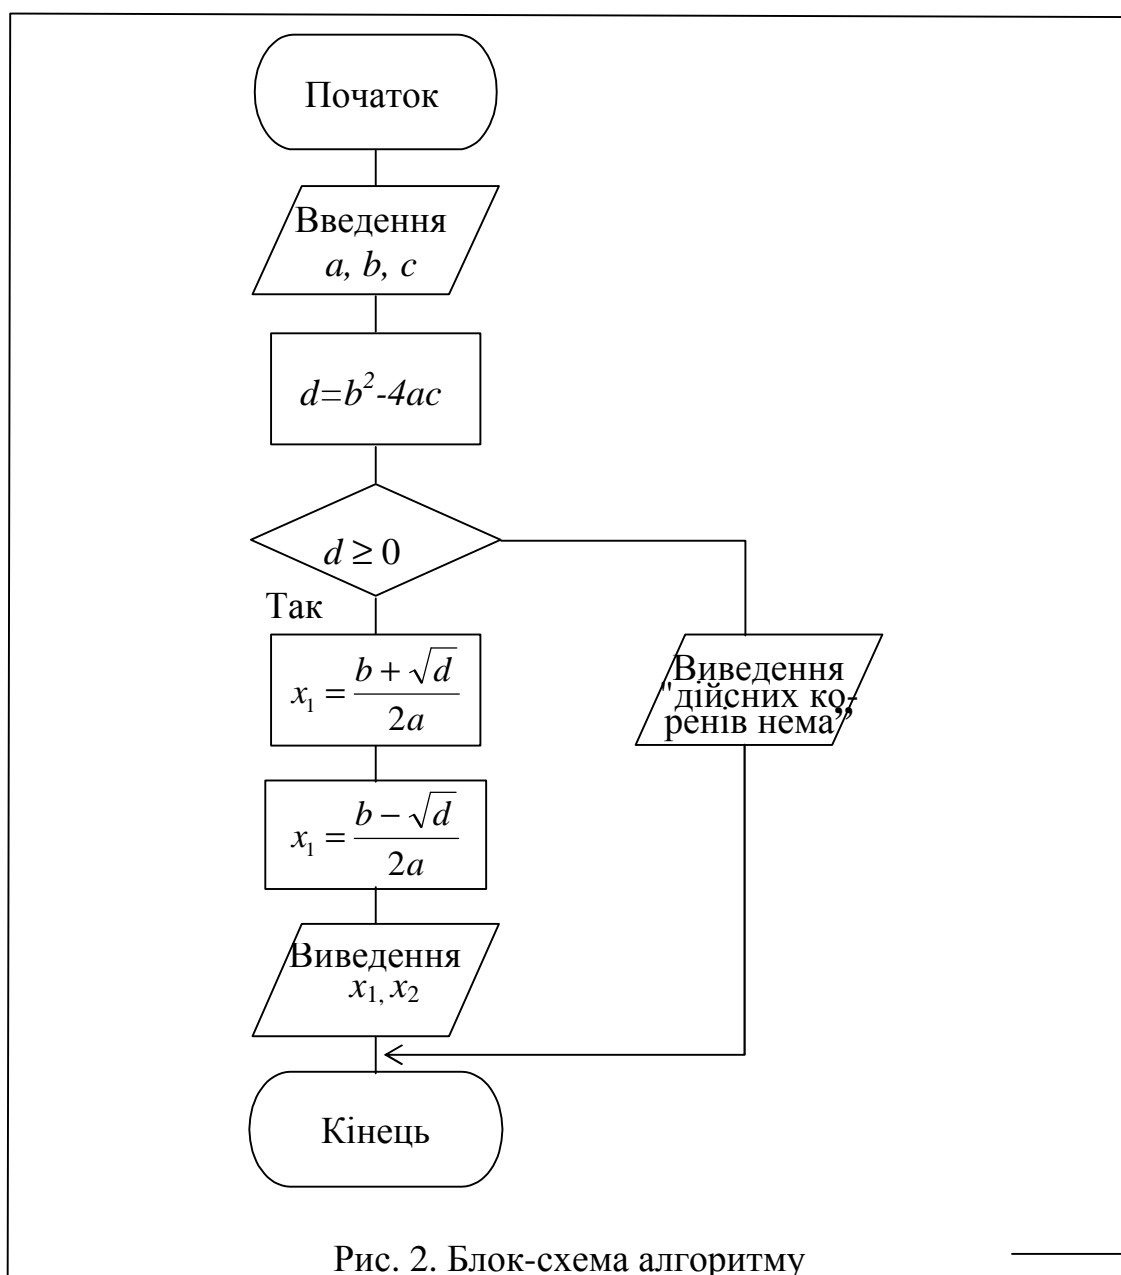 Початок
Введення
a, b, c
d=b²-4ac
d ≥ 0
Так
x₁ = (b + √d) / 2a
Виведення
"дійсних ко-
ренів нема”
x₁ = (b − √d) / 2a
Виведення
x₁, x₂
Кінець
Рис. 2. Блок-схема алгоритму